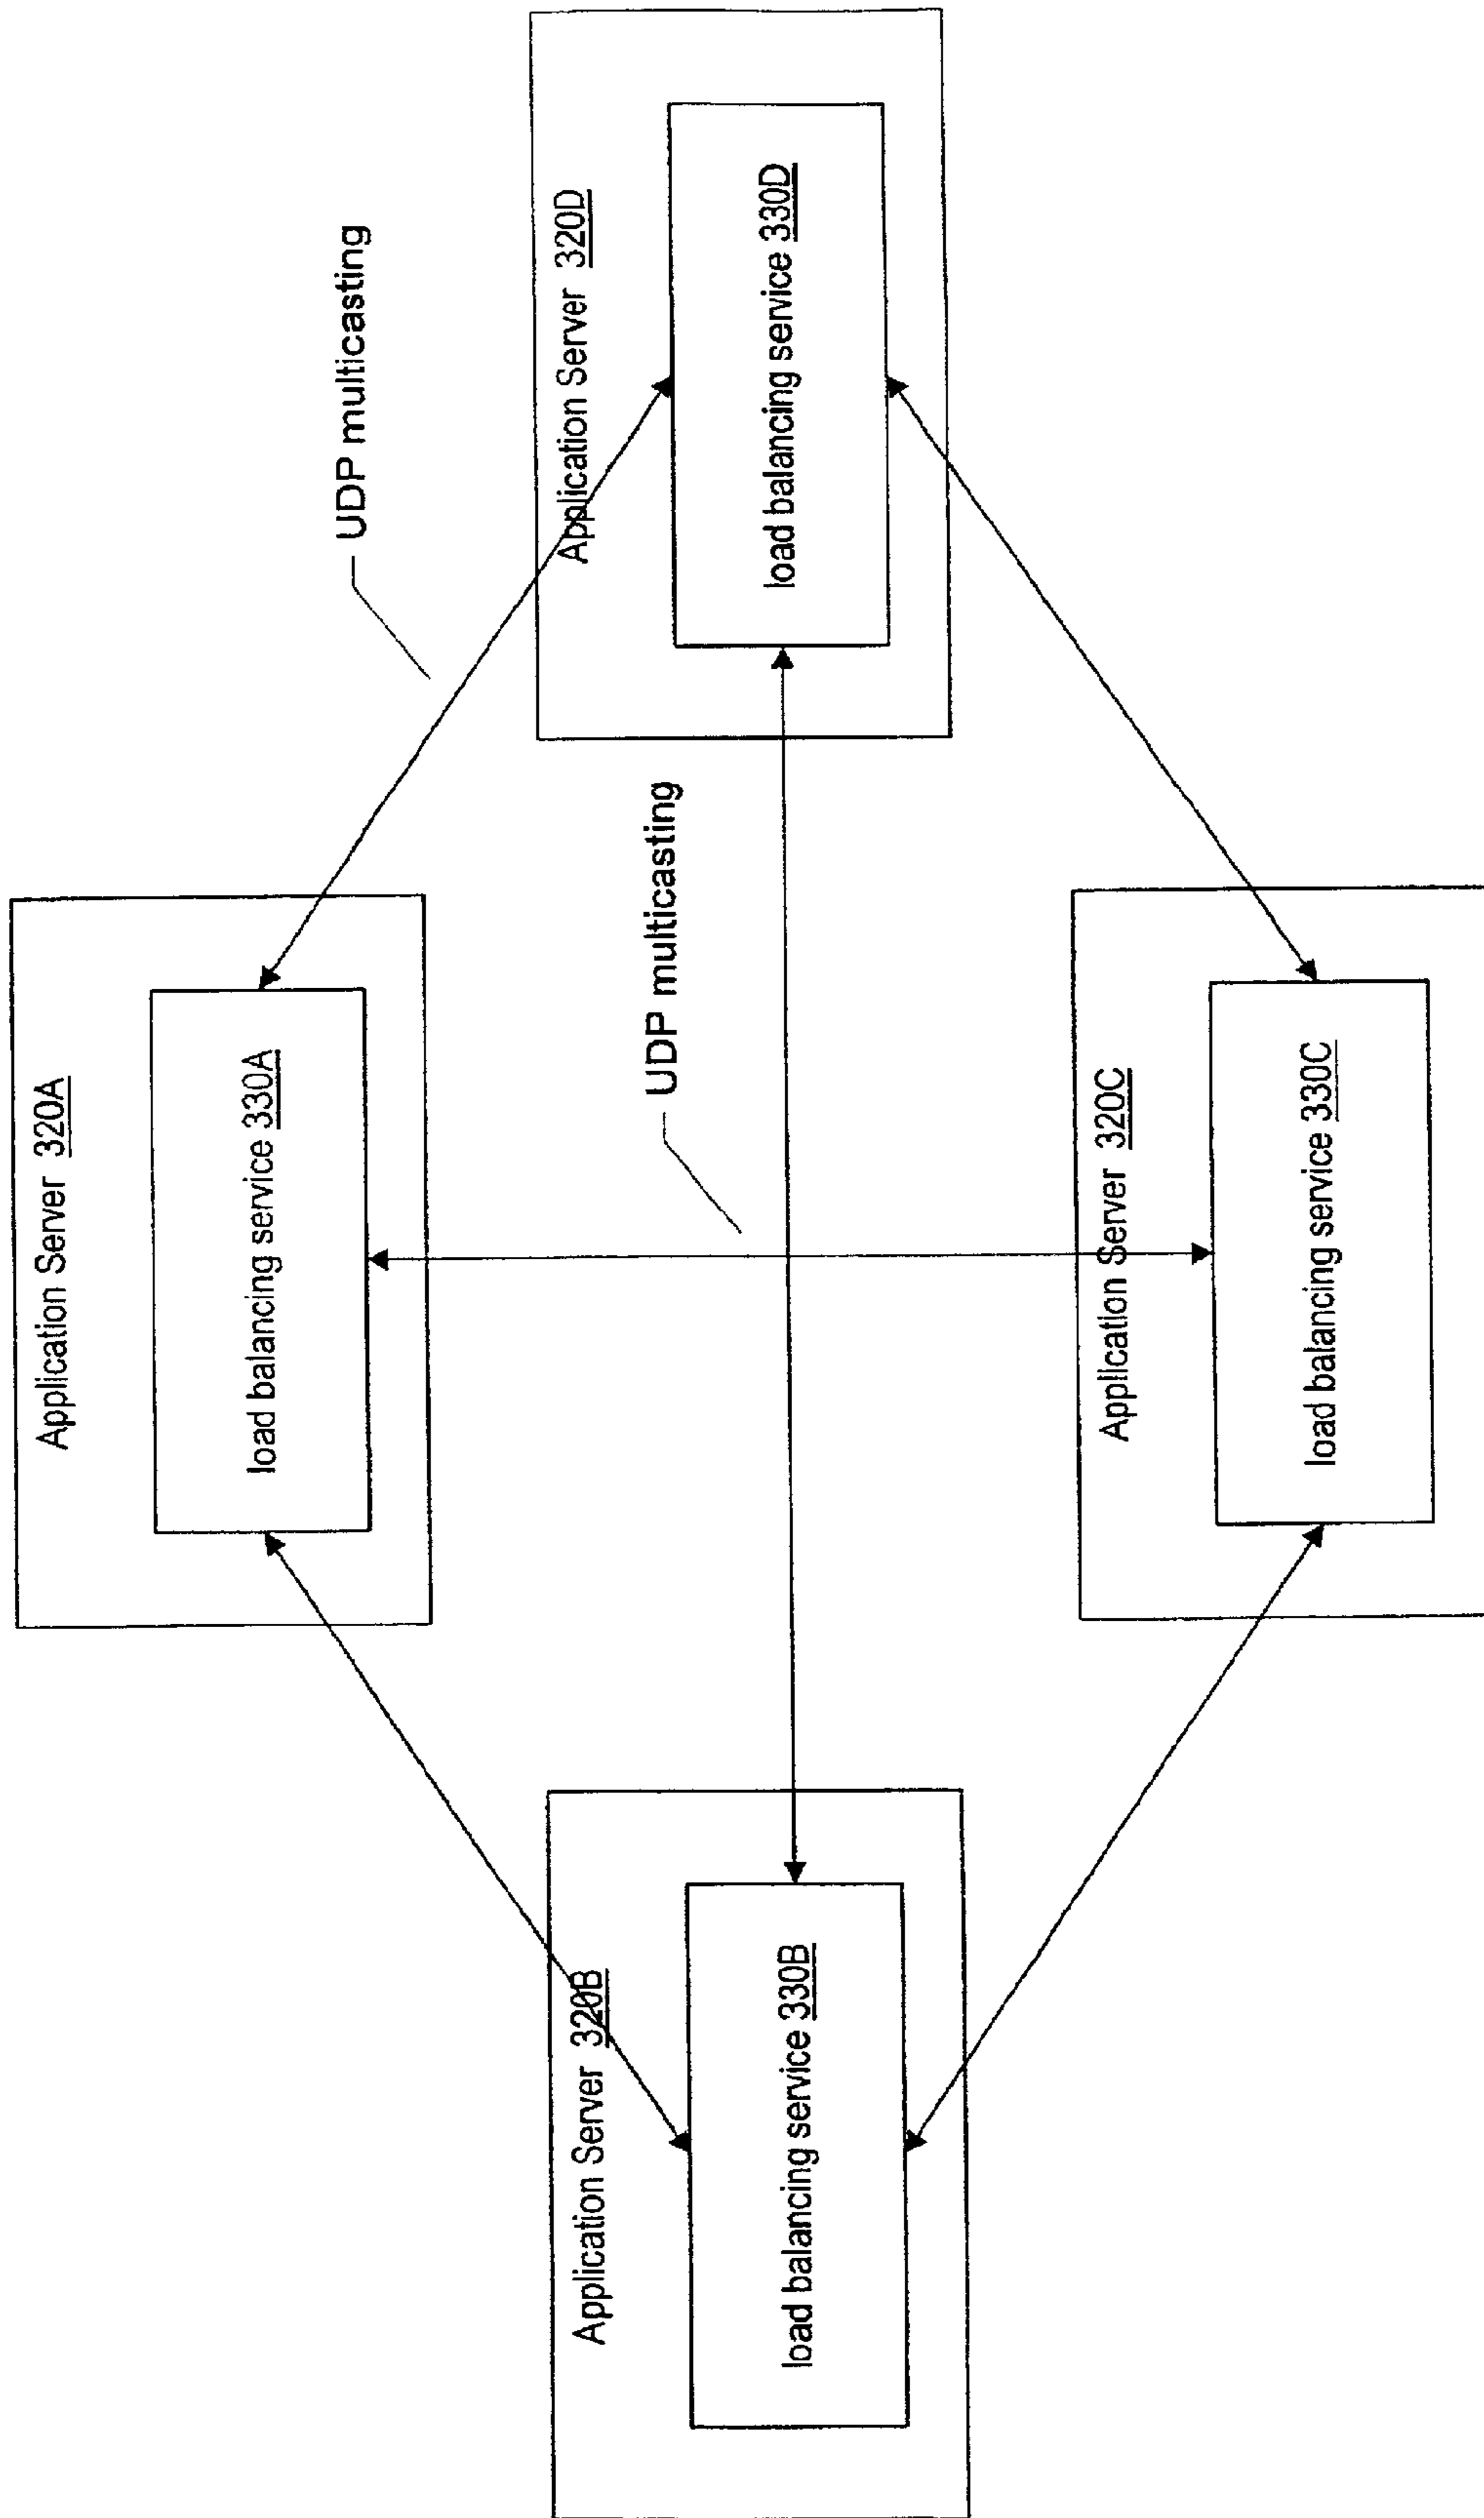 Application Server 320A
load balancing service 330A
UDP multicasting
Application Server 320B
load balancing service 330B
UDP multicasting
Application Server 320D
load balancing service 330D
Application Server 320C
load balancing service 330C